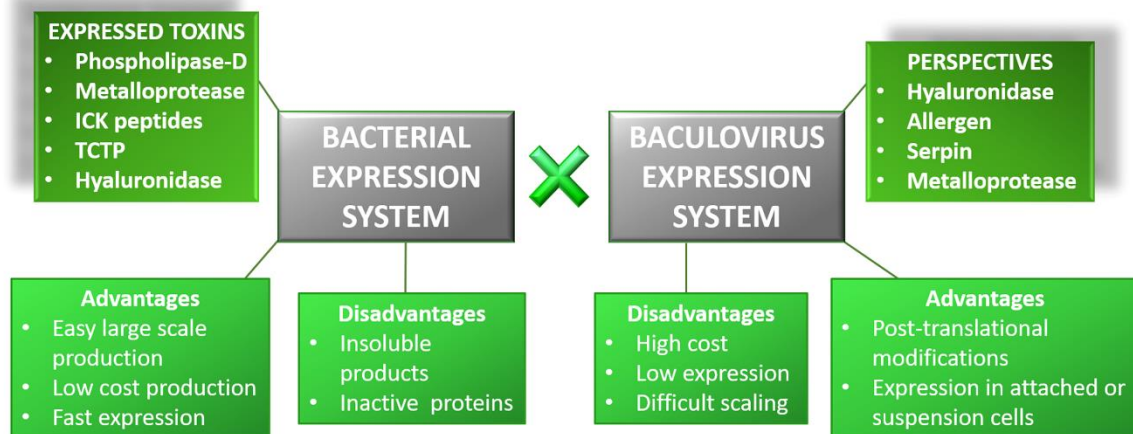 EXPRESSED TOXINS
• Phospholipase-D
• Metalloprotease
• ICK peptides
• TCTP
• Hyaluronidase
BACTERIAL
EXPRESSION
SYSTEM
BACULOVIRUS
EXPRESSION
SYSTEM
PERSPECTIVES
• Hyaluronidase
• Allergen
• Serpin
• Metalloprotease
Advantages
• Easy large scale
production
• Low cost production
• Fast expression
Disadvantages
• Insoluble
products
• Inactive proteins
Disadvantages
• High cost
• Low expression
• Difficult scaling
Advantages
• Post-translational
modifications
• Expression in attached or
suspension cells